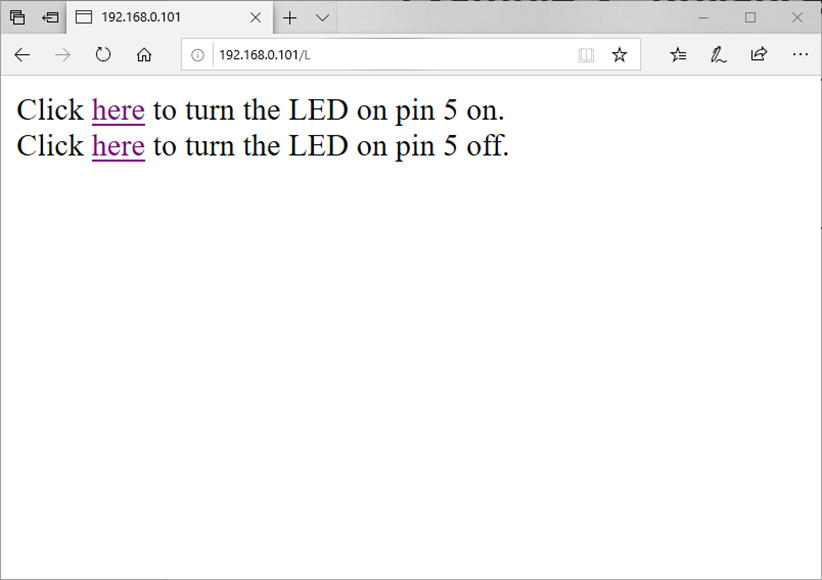 192.168.0.101
192.168.0.101/L
Click here to turn the LED on pin 5 on.
Click here to turn the LED on pin 5 off.